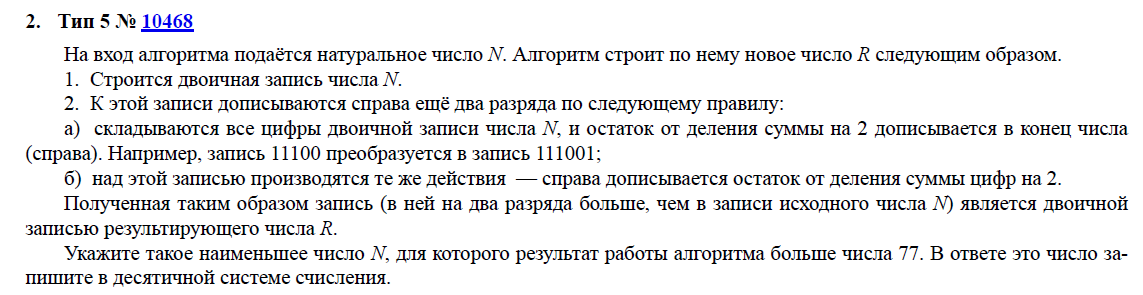 2. Тип 5 № 10468
На вход алгоритма подаётся натуральное число N. Алгоритм строит по нему новое число R следующим образом.
1. Строится двоичная запись числа N.
2. К этой записи дописываются справа ещё два разряда по следующему правилу:
а) складываются все цифры двоичной записи числа N, и остаток от деления суммы на 2 дописывается в конец числа
(справа). Например, запись 11100 преобразуется в запись 111001;
б) над этой записью производятся те же действия — справа дописывается остаток от деления суммы цифр на 2.
Полученная таким образом запись (в ней на два разряда больше, чем в записи исходного числа N) является двоичной
записью результирующего числа R.
Укажите такое наименьшее число N, для которого результат работы алгоритма больше числа 77. В ответе это число за-
пишите в десятичной системе счисления.